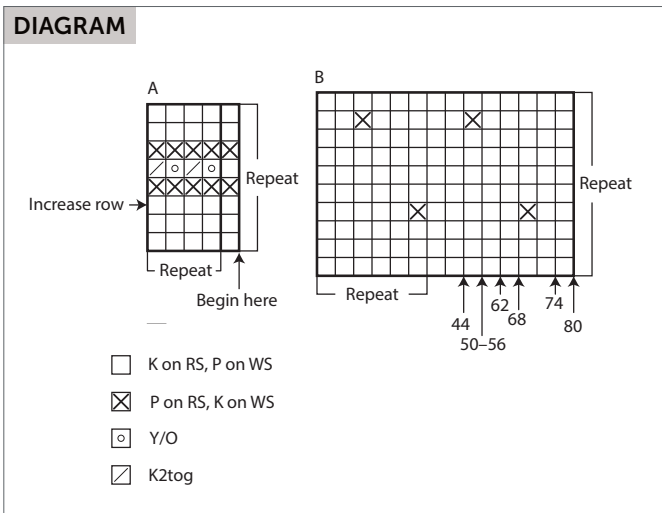 DIAGRAM
A
B
Repeat
Repeat
Increase row
Repeat
Repeat
Begin here
44
50–56
62
68
74
80
K on RS, P on WS
P on RS, K on WS
Y/O
K2tog